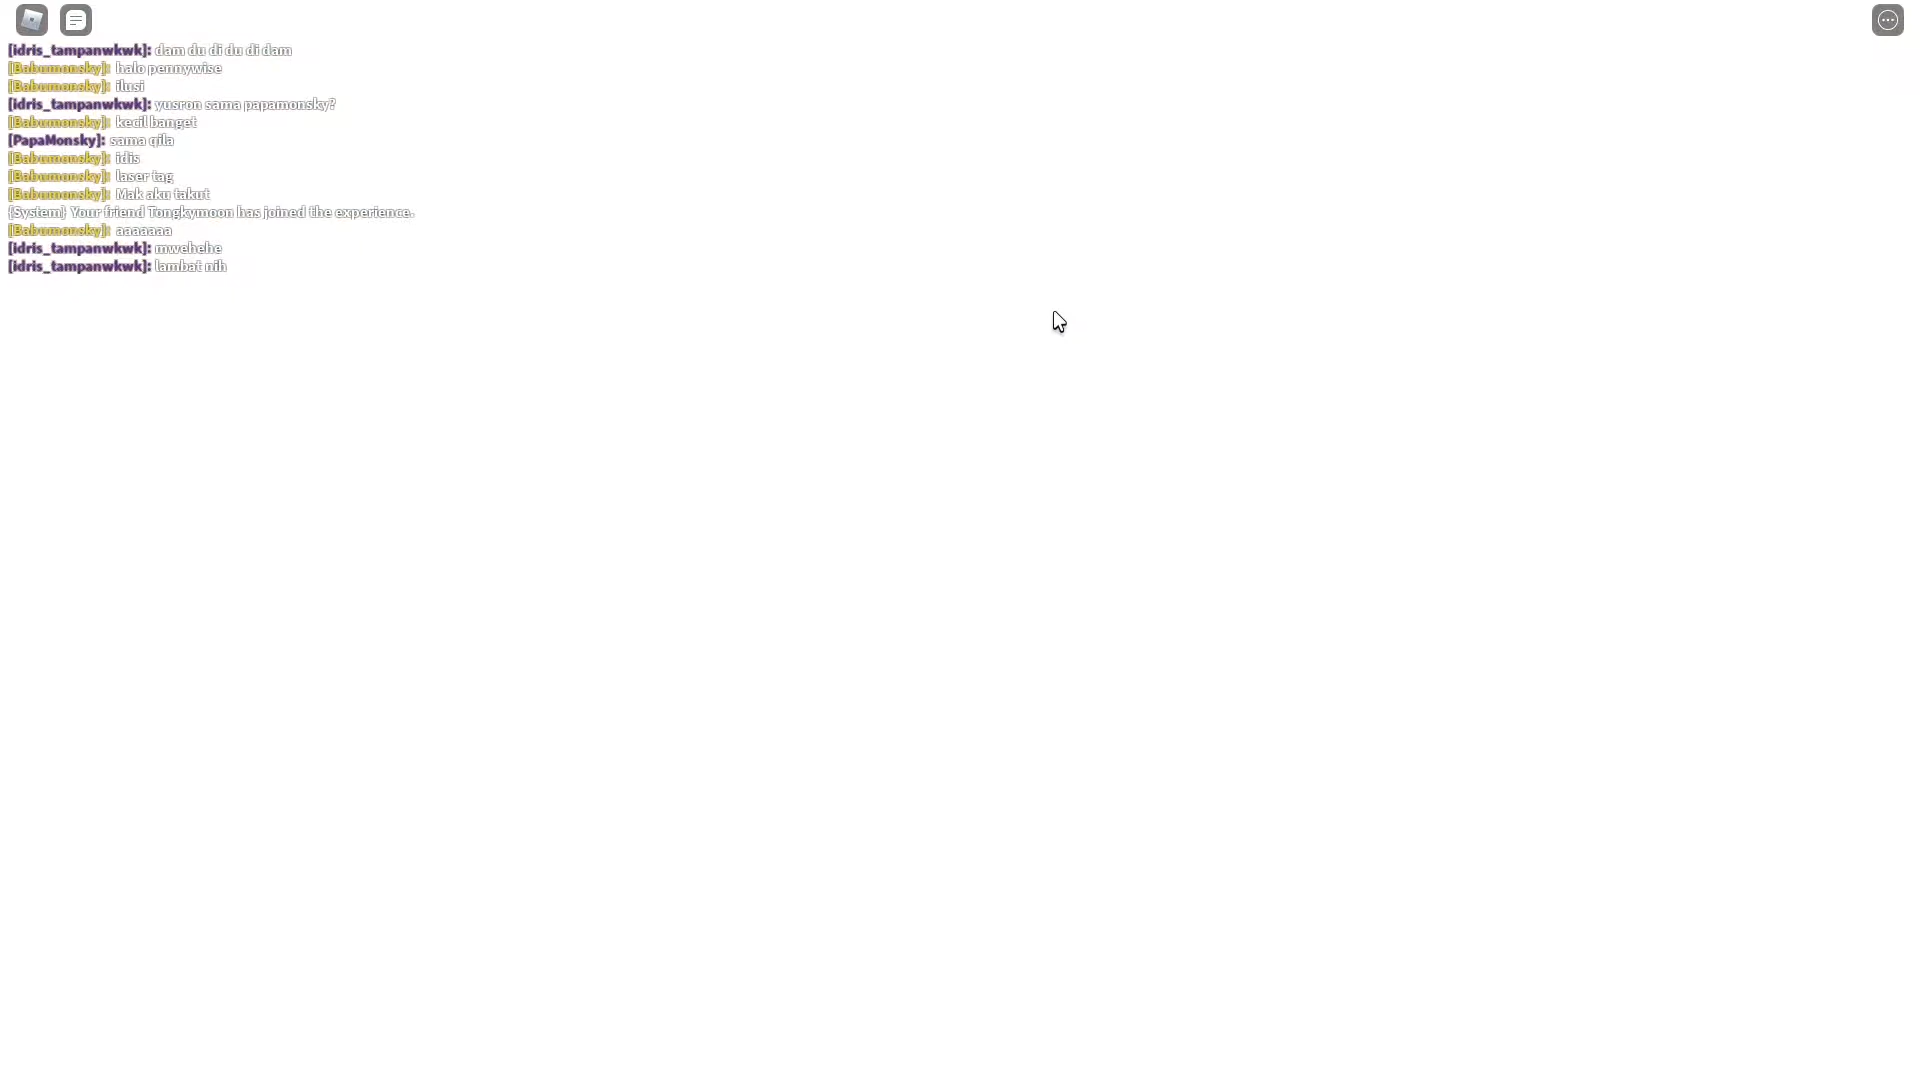 [idris_tampanwkwk]: dam du di du di dam
[Babumonsky]: halo pennywise
[Babumonsky]: ilusi
[idris_tampanwkwk]: yusron sama papamonsky?
[Babumonsky]: kecil banget
[PapaMonsky]: sama qila
[Babumonsky]: idis
[Babumonsky]: laser tag
[Babumonsky]: Mak aku takut
{System} Your friend Tongkymoon has joined the experience.
[Babumonsky]: aaaaaaa
[idris_tampanwkwk]: mwehehe
[idris_tampanwkwk]: lambat nih